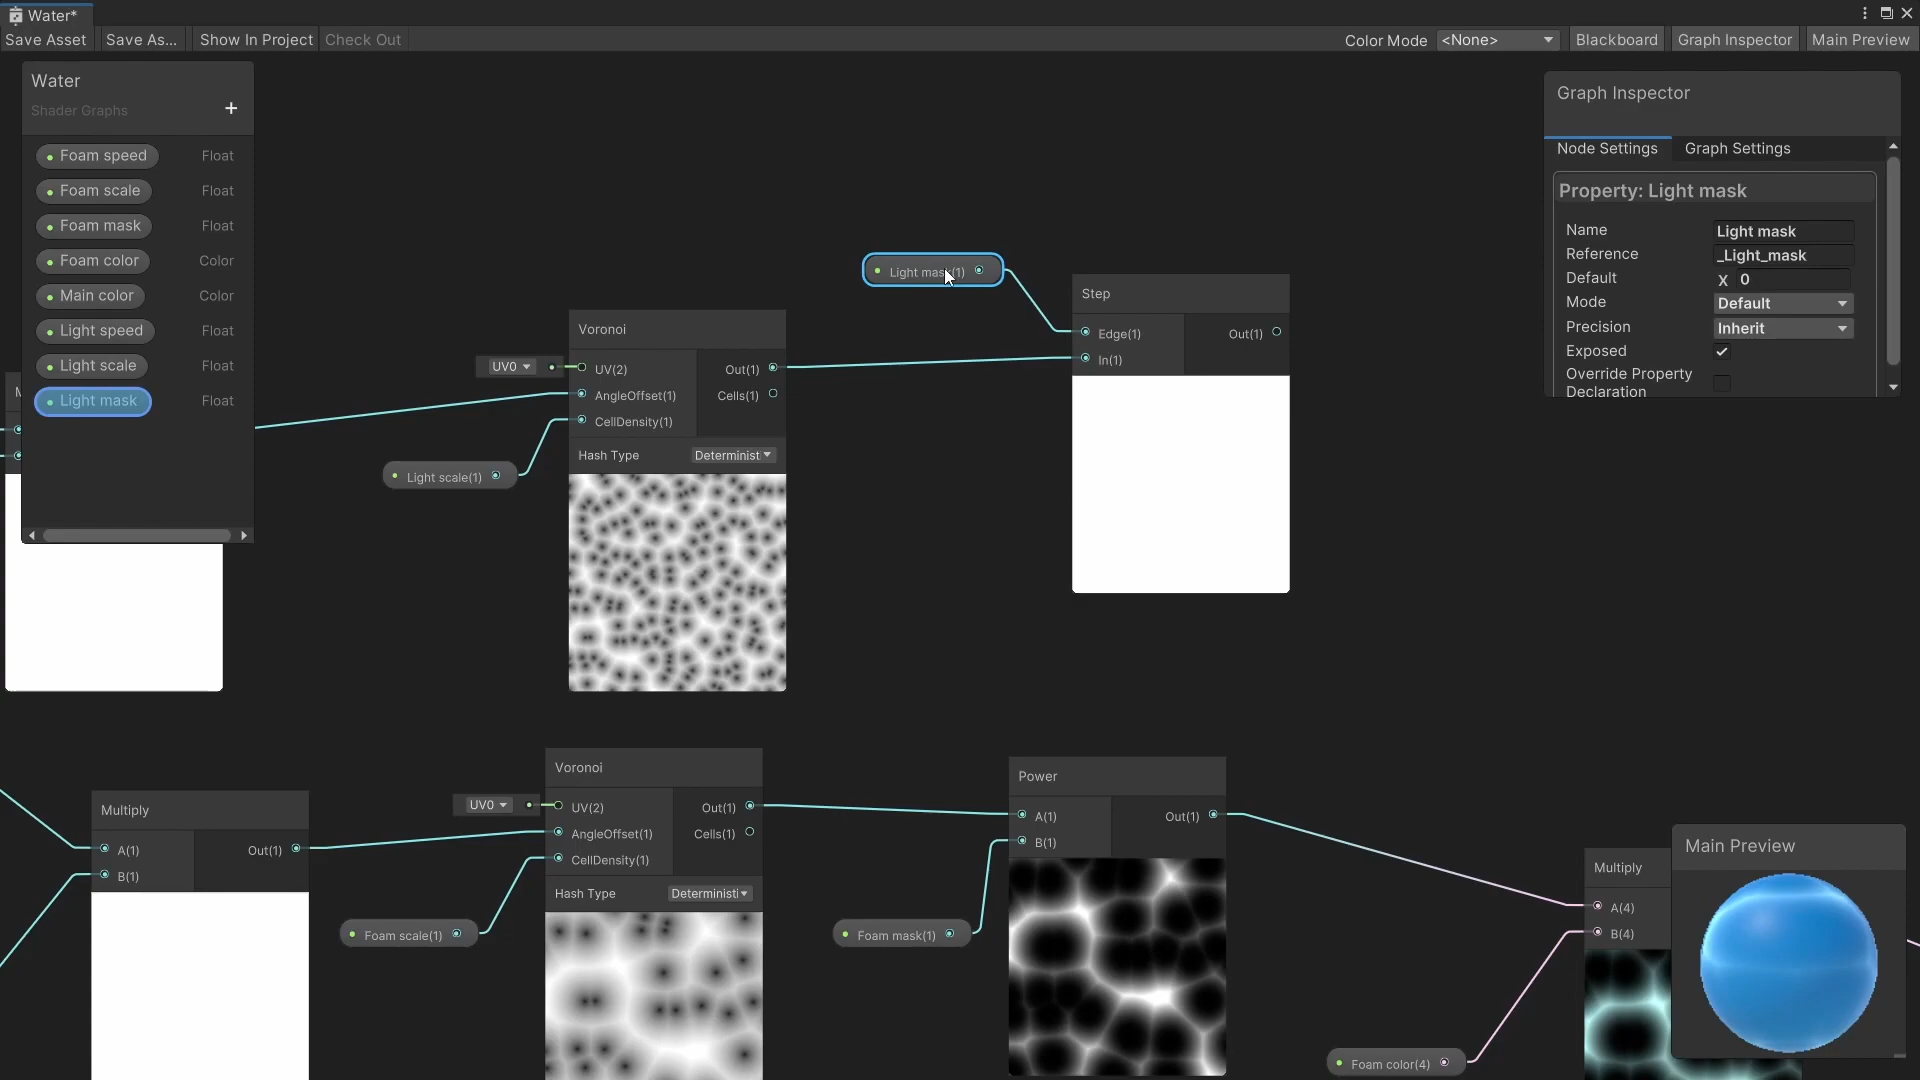 Water*
Save Asset
Save As...
Show In Project
Check Out
Color Mode
<None>
Blackboard
Graph Inspector
Main Preview
Water
Shader Graphs
+
Foam speed Float
Foam scale Float
Foam mask Float
Foam color Color
Main color Color
Light speed Float
Light scale Float
Light mask Float
Graph Inspector
Node Settings
Graph Settings
Property: Light mask
Name Light mask
Reference _Light_mask
Default X 0
Mode Default
Precision Inherit
Exposed
Override Property
Declaration
Light mask(1)
Step
Edge(1) Out(1)
In(1)
Voronoi
UV0 UV(2) Out(1)
AngleOffset(1) Cells(1)
CellDensity(1)
Hash Type Determinist
Light scale(1)
Multiply
A(1) Out(1)
B(1)
Voronoi
UV0 UV(2) Out(1)
AngleOffset(1) Cells(1)
CellDensity(1)
Hash Type Deterministi
Foam scale(1)
Power
A(1) Out(1)
B(1)
Foam mask(1)
Multiply
A(4)
B(4)
Foam color(4)
Main Preview